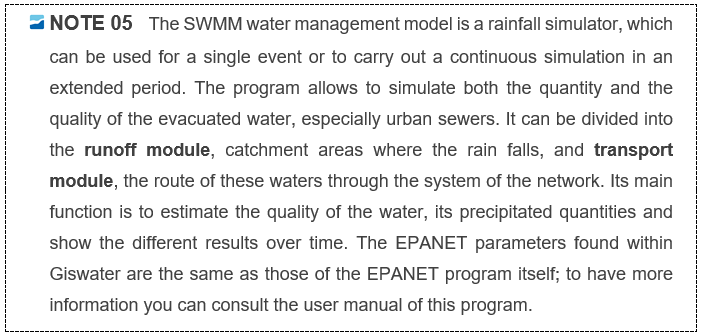 NOTE 05 The SWMM water management model is a rainfall simulator, which
can be used for a single event or to carry out a continuous simulation in an
extended period. The program allows to simulate both the quantity and the
quality of the evacuated water, especially urban sewers. It can be divided into
the runoff module, catchment areas where the rain falls, and transport
module, the route of these waters through the system of the network. Its main
function is to estimate the quality of the water, its precipitated quantities and
show the different results over time. The EPANET parameters found within
Giswater are the same as those of the EPANET program itself; to have more
information you can consult the user manual of this program.